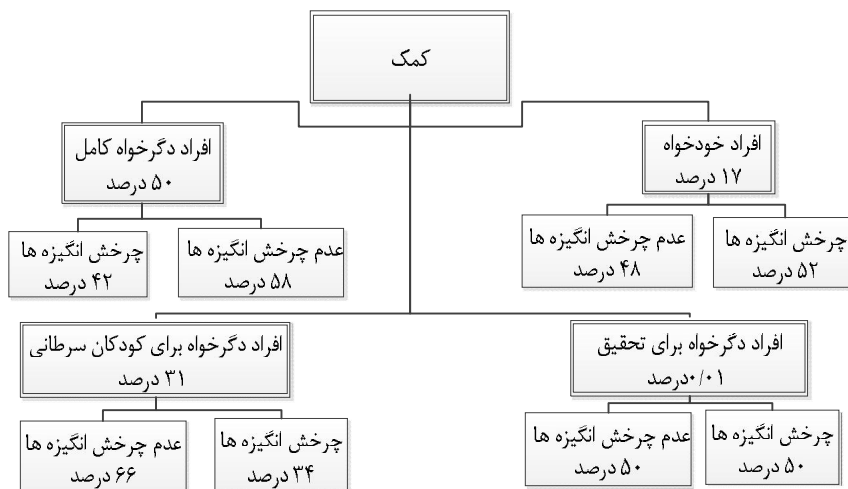 کمک
افراد خودخواه
۱۷ درصد
افراد دگرخواه کامل
۵۰ درصد
چرخش انگیزه ها
۵۲ درصد
عدم چرخش انگیزه ها
۴۸ درصد
عدم چرخش انگیزه ها
۵۸ درصد
چرخش انگیزه ها
۴۲ درصد
افراد دگرخواه برای تحقیق
۰/۰۱درصد
افراد دگرخواه برای کودکان سرطانی
۳۱ درصد
چرخش انگیزه ها
۵۰ درصد
عدم چرخش انگیزه ها
۵۰ درصد
چرخش انگیزه ها
۳۴ درصد
عدم چرخش انگیزه ها
۶۶ درصد